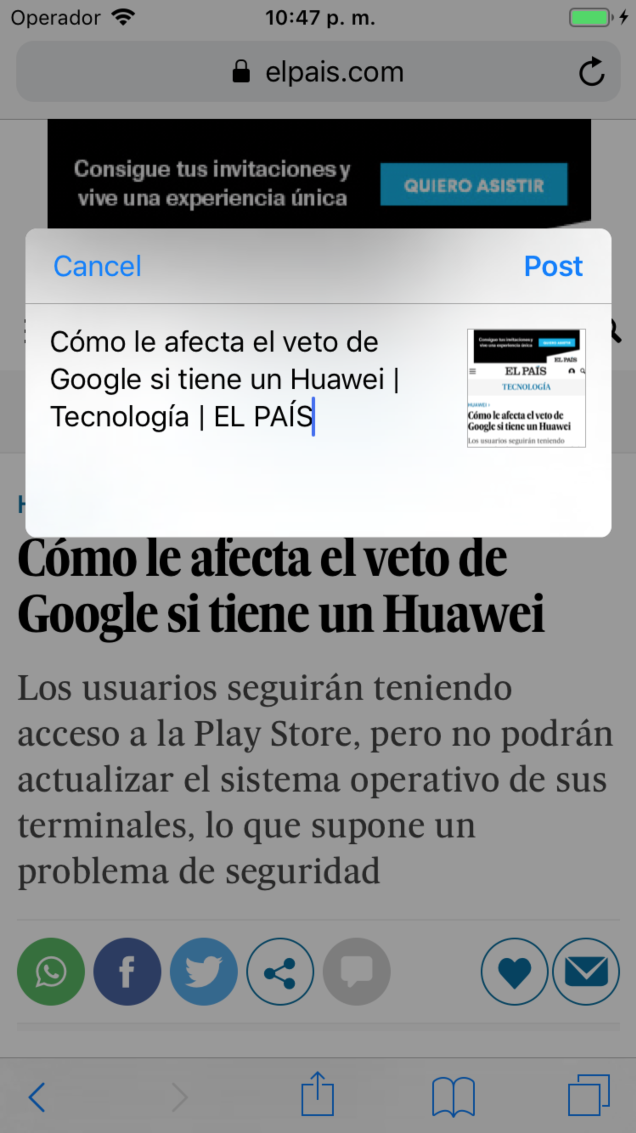 Operador
10:47 p. m.
elpais.com
Consigue tus invitaciones y
vive una experiencia única
QUIERO ASISTIR
Cancel
Post
Cómo le afecta el veto de
Google si tiene un Huawei |
Tecnología | EL PAÍS
Consigue tus invitaciones y
vive una experiencia única
QUIERO ASISTIR
EL PAÍS
EL PAÍS
TECNOLOGÍA
HUAWEI ›
Cómo le afecta el veto de
Google si tiene un Huawei
Los usuarios seguirán teniendo
H
Cómo le afecta el veto de
Google si tiene un Huawei
Los usuarios seguirán teniendo
acceso a la Play Store, pero no podrán
actualizar el sistema operativo de sus
terminales, lo que supone un
problema de seguridad